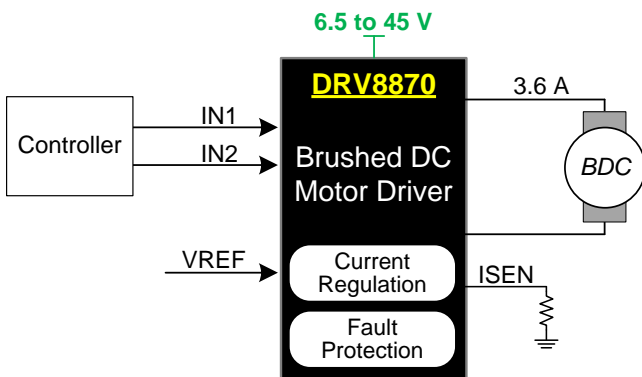 6.5 to 45 V
DRV8870
3.6 A
Controller
IN1
IN2
Brushed DC
Motor Driver
BDC
VREF
Current
Regulation
ISEN
Fault
Protection